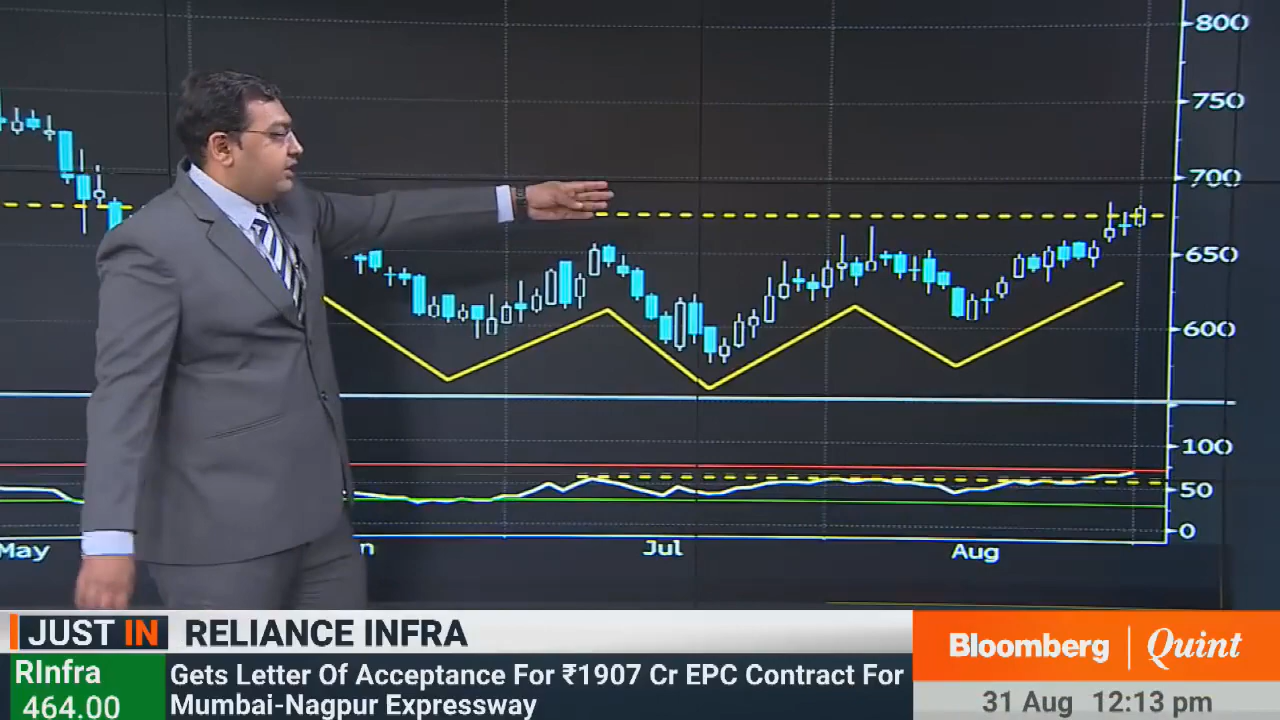 800
750
700
650
600
100
50
0
May
n
Jul
Aug
JUST IN
RELIANCE INFRA
RInfra
464.00
Gets Letter Of Acceptance For ₹1907 Cr EPC Contract For
Mumbai-Nagpur Expressway
Bloomberg | Quint
31 Aug 12:13 pm